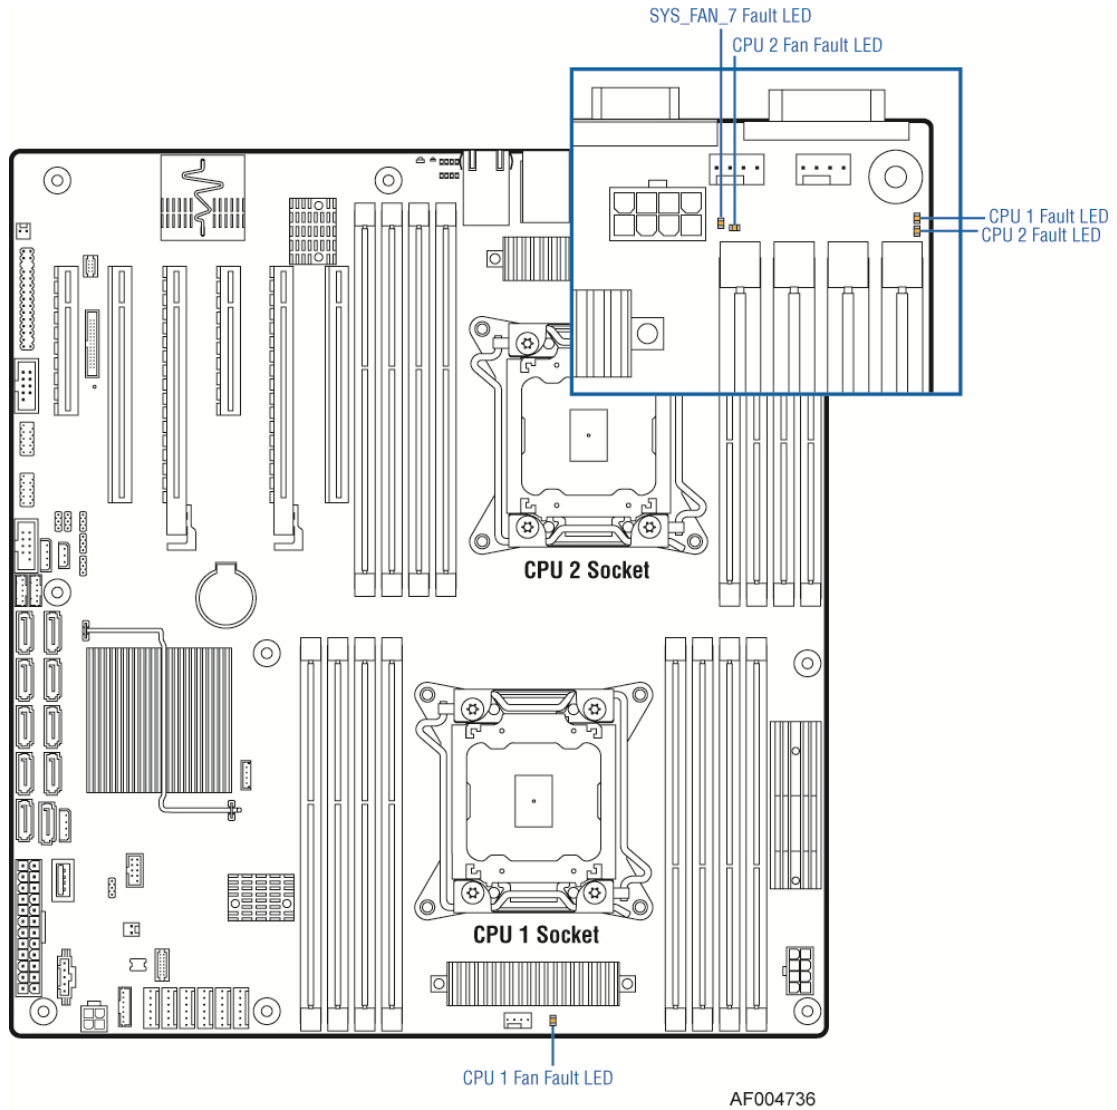 SYS_FAN_7 Fault LED
CPU 2 Fan Fault LED
CPU 1 Fault LED
CPU 2 Fault LED
CPU 2 Socket
CPU 1 Socket
CPU 1 Fan Fault LED
AF004736